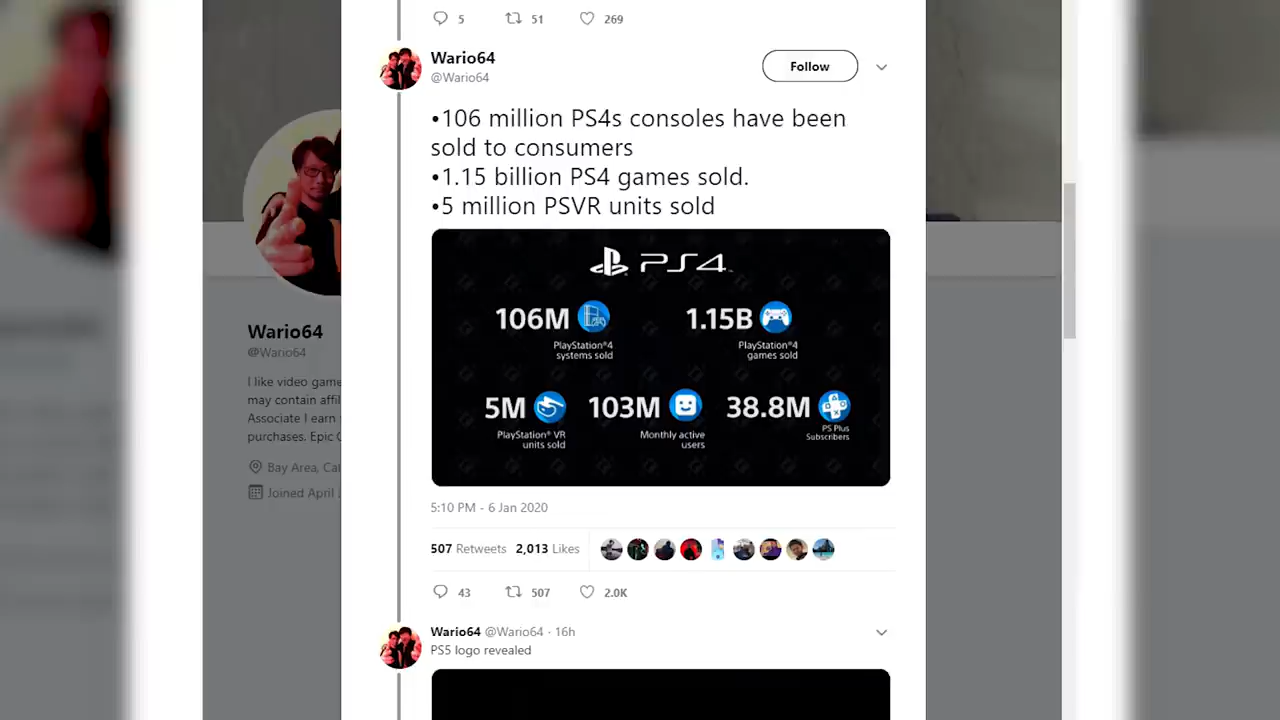 5 51 269
Wario64
@Wario64
Follow
•106 million PS4s consoles have been
sold to consumers
•1.15 billion PS4 games sold.
•5 million PSVR units sold
PS4
106M
PlayStation®4
systems sold
1.15B
PlayStation®4
games sold
5M
PlayStation® VR
units sold
103M
Monthly active
users
38.8M
PS Plus
Subscribers
5:10 PM - 6 Jan 2020
507 Retweets 2,013 Likes
43 507 2.0K
Wario64 @Wario64 · 16h
PS5 logo revealed
Wario64
@Wario64
I like video game
may contain affil
Associate I earn
purchases. Epic
Bay Area, Cal
Joined April